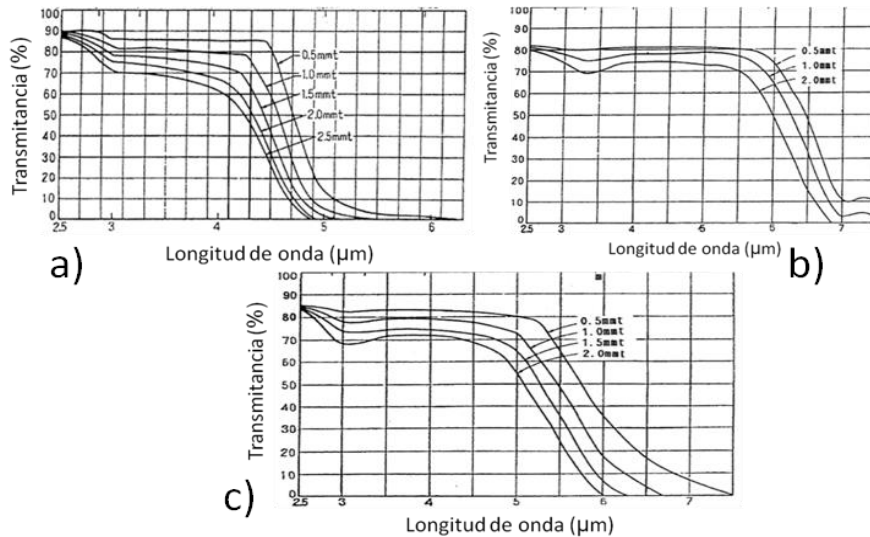 Transmitancia (%)
100
90
80
70
60
50
40
30
20
10
0
0.5mmt
1.0mmt
1.5mmt
2.0mmt
2.5mmt
2.5
3
4
5
6
Longitud de onda (μm)
a)
Transmitancia (%)
100
90
80
70
60
50
40
30
20
10
0
0.5mmt
1.0mmt
2.0mmt
2.5
3
4
5
6
7
Longitud de onda (μm)
b)
Transmitancia (%)
100
90
80
70
60
50
40
30
20
10
0
0.5mmt
1.0mmt
1.5mmt
2.0mmt
2.5
3
4
5
6
7
Longitud de onda (μm)
c)